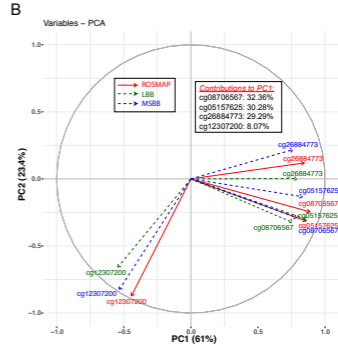 B
Variables – PCA
1.0
ROSMAP
LBB
MSBB
Contributions to PC1:
cg08706567: 32.36%
cg05157625: 30.28%
cg26884773: 29.29%
cg12307200: 8.07%
0.5
cg26884773
cg26884773
cg26884773
PC2 (23.4%)
0.0
cg05157625
cg08706567
cg05157625
cg05157625
cg08706567
cg08706567
−0.5
cg12307200
cg12307200
cg12307200
−1.0
−1.0
−0.5
0.0
0.5
1.0
PC1 (61%)